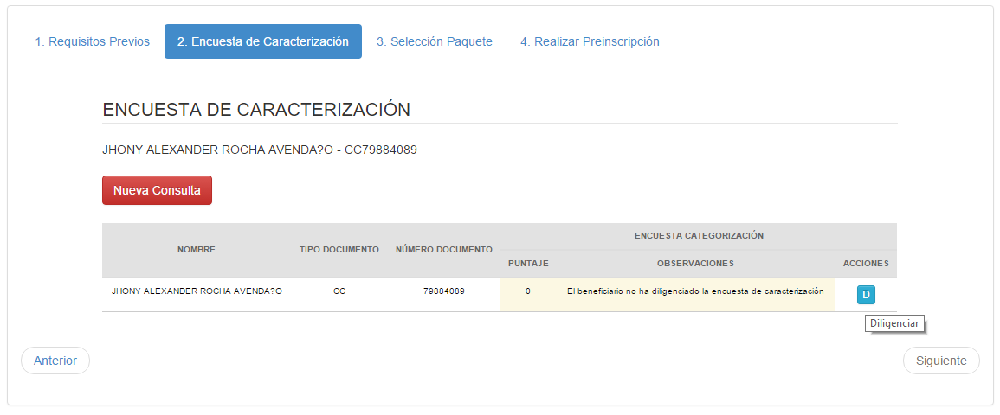 1. Requisitos Previos 2. Encuesta de Caracterización 3. Selección Paquete 4. Realizar Preinscripción
ENCUESTA DE CARACTERIZACIÓN
JHONY ALEXANDER ROCHA AVENDA?O - CC79884089
Nueva Consulta
ENCUESTA CATEGORIZACIÓN
NOMBRE TIPO DOCUMENTO NÚMERO DOCUMENTO
PUNTAJE OBSERVACIONES ACCIONES
JHONY ALEXANDER ROCHA AVENDA?O CC 79884089 0 El beneficiario no ha diligenciado la encuesta de caracterización D
Diligenciar
Anterior Siguiente